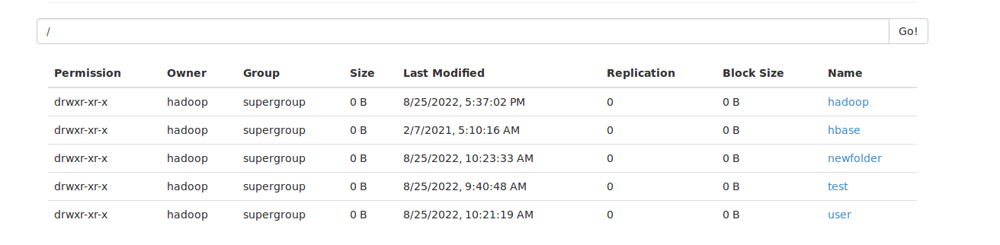 / Go!
Permission Owner Group Size Last Modified Replication Block Size Name
drwxr-xr-x hadoop supergroup 0 B 8/25/2022, 5:37:02 PM 0 0 B hadoop
drwxr-xr-x hadoop supergroup 0 B 2/7/2021, 5:10:16 AM 0 0 B hbase
drwxr-xr-x hadoop supergroup 0 B 8/25/2022, 10:23:33 AM 0 0 B newfolder
drwxr-xr-x hadoop supergroup 0 B 8/25/2022, 9:40:48 AM 0 0 B test
drwxr-xr-x hadoop supergroup 0 B 8/25/2022, 10:21:19 AM 0 0 B user